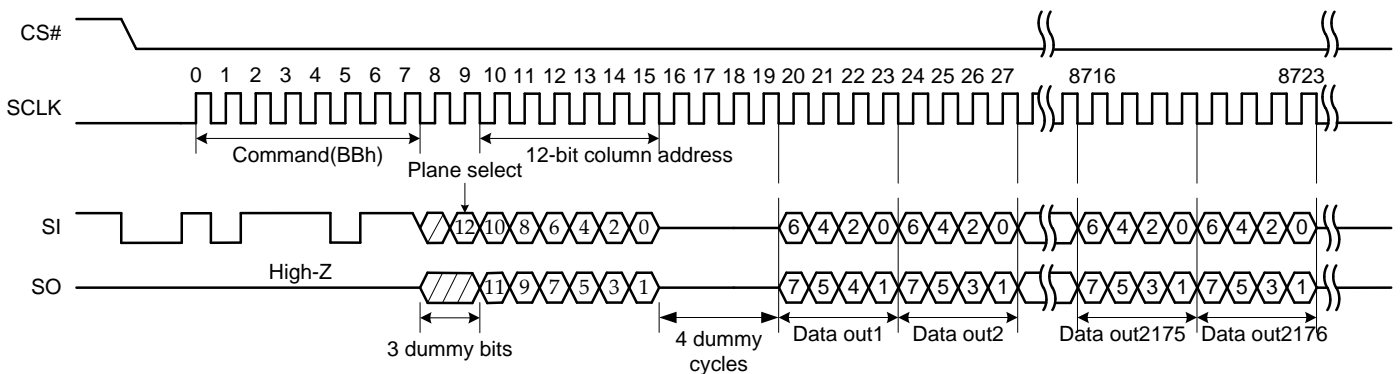 CS#
0 1 2 3 4 5 6 7 8 9 10 11 12 13 14 15 16 17 18 19 20 21 22 23 24 25 26 27 8716 8723
SCLK
Command(BBh) 12-bit column address
Plane select
SI 12 10 8 6 4 2 0 6 4 2 0 6 4 2 0 6 4 2 0 6 4 2 0
High-Z
SO 11 9 7 5 3 1 7 5 4 1 7 5 3 1 7 5 3 1 7 5 3 1
3 dummy bits 4 dummy cycles Data out1 Data out2 Data out2175 Data out2176